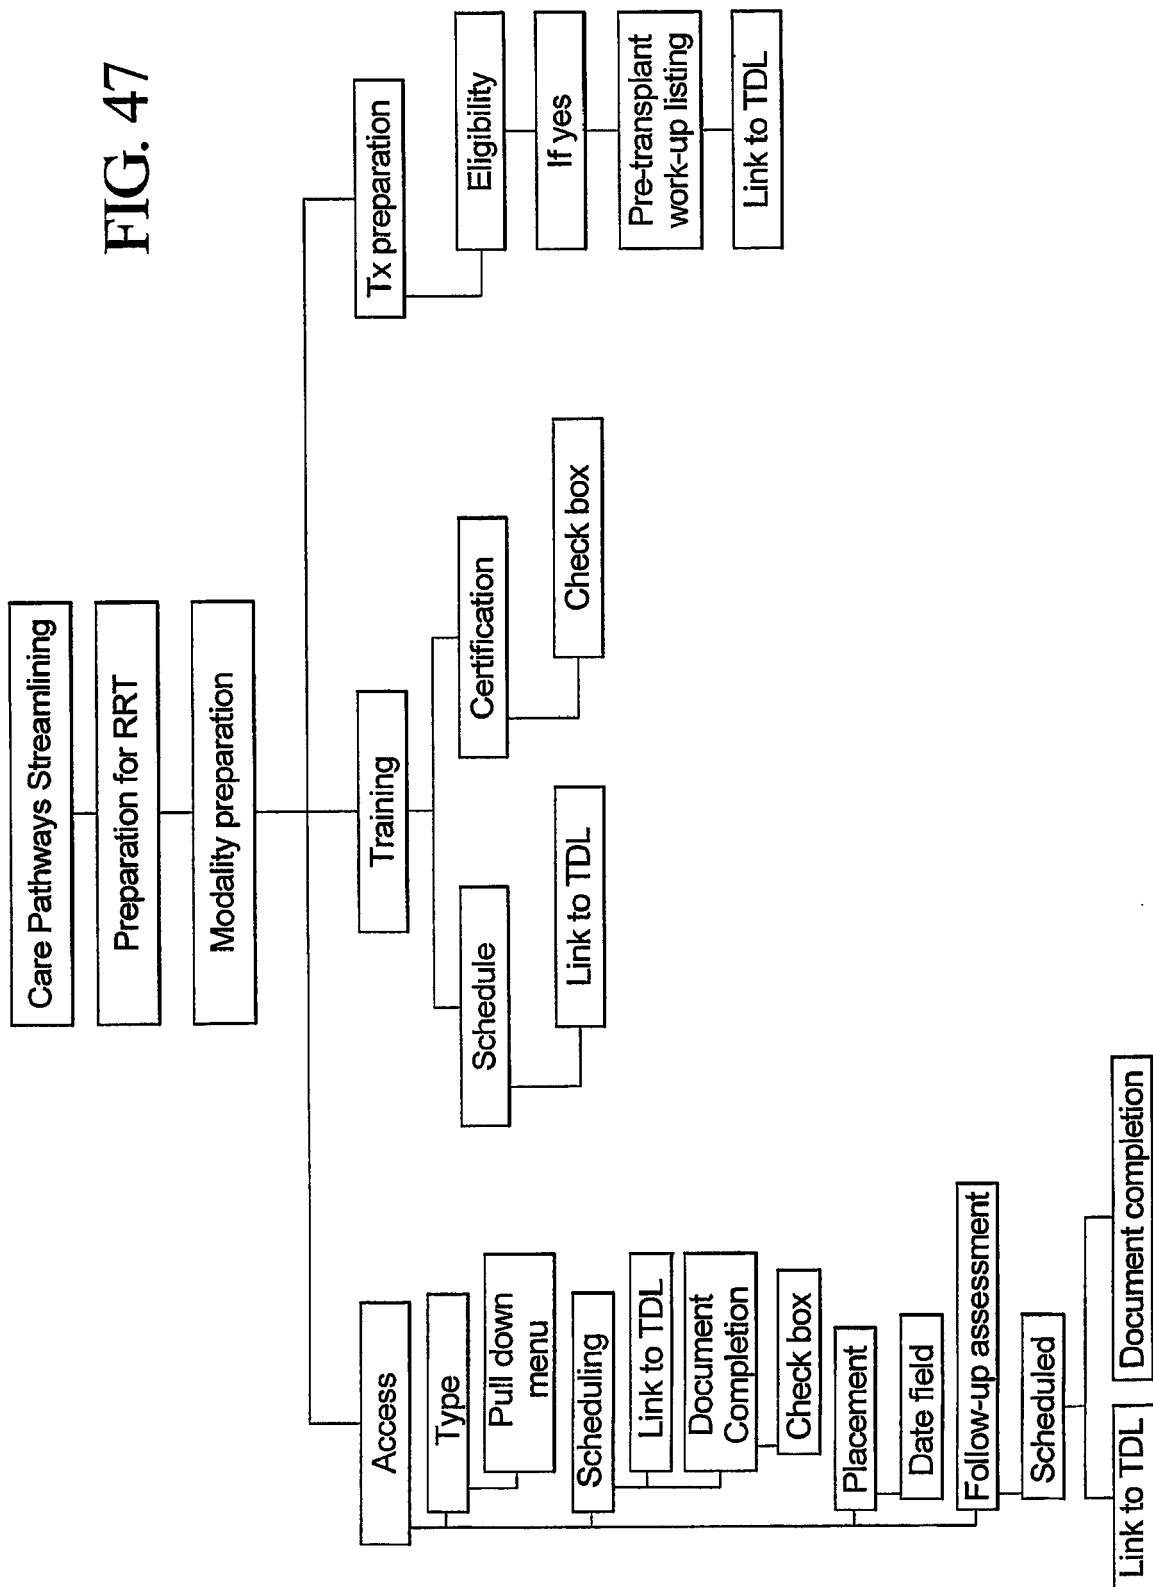 FIG. 47
Care Pathways Streamlining
Preparation for RRT
Modality preparation
Access
Type
Pull down
menu
Scheduling
Link to TDL
Document
Completion
Check box
Placement
Date field
Follow-up assessment
Scheduled
Link to TDL
Document completion
Training
Schedule
Link to TDL
Certification
Check box
Tx preparation
Eligibility
If yes
Pre-transplant
work-up listing
Link to TDL